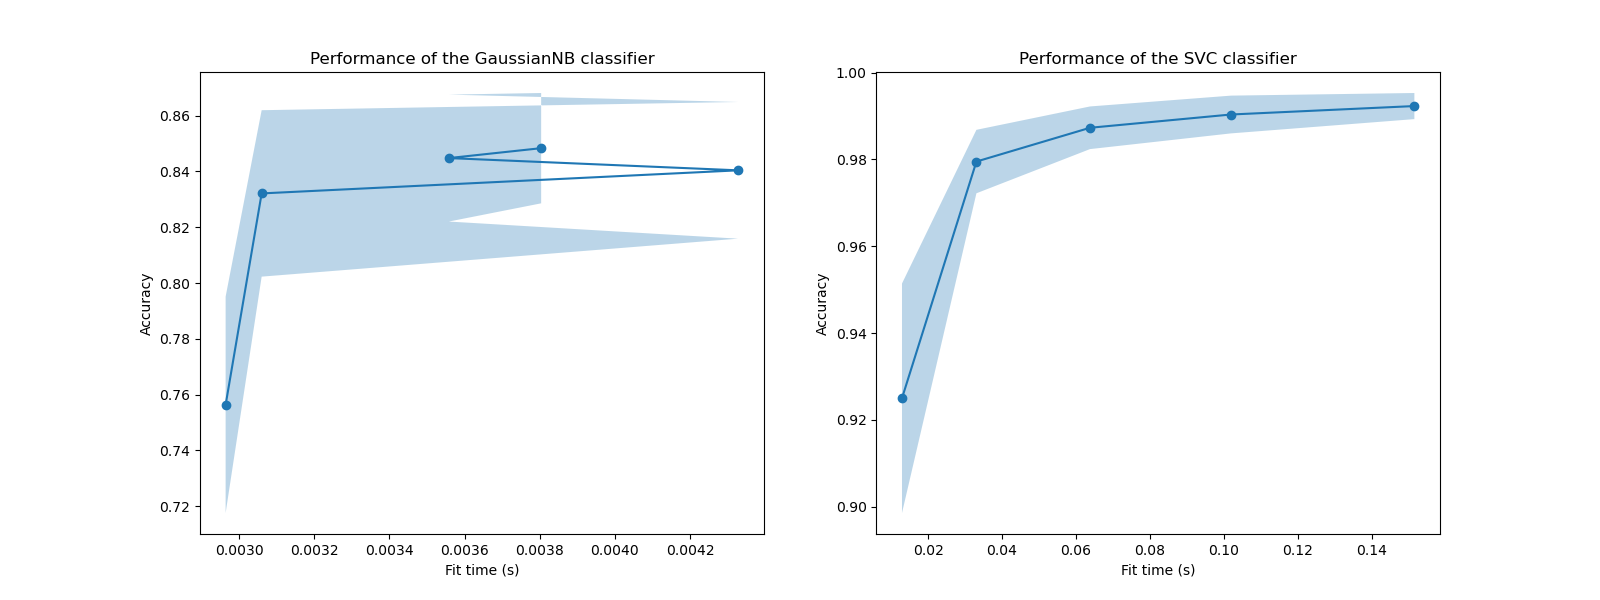 Performance of the GaussianNB classifier
Accuracy
0.86
0.84
0.82
0.80
0.78
0.76
0.74
0.72
0.0030 0.0032 0.0034 0.0036 0.0038 0.0040 0.0042
Fit time (s)
Performance of the SVC classifier
Accuracy
1.00
0.98
0.96
0.94
0.92
0.90
0.02 0.04 0.06 0.08 0.10 0.12 0.14
Fit time (s)